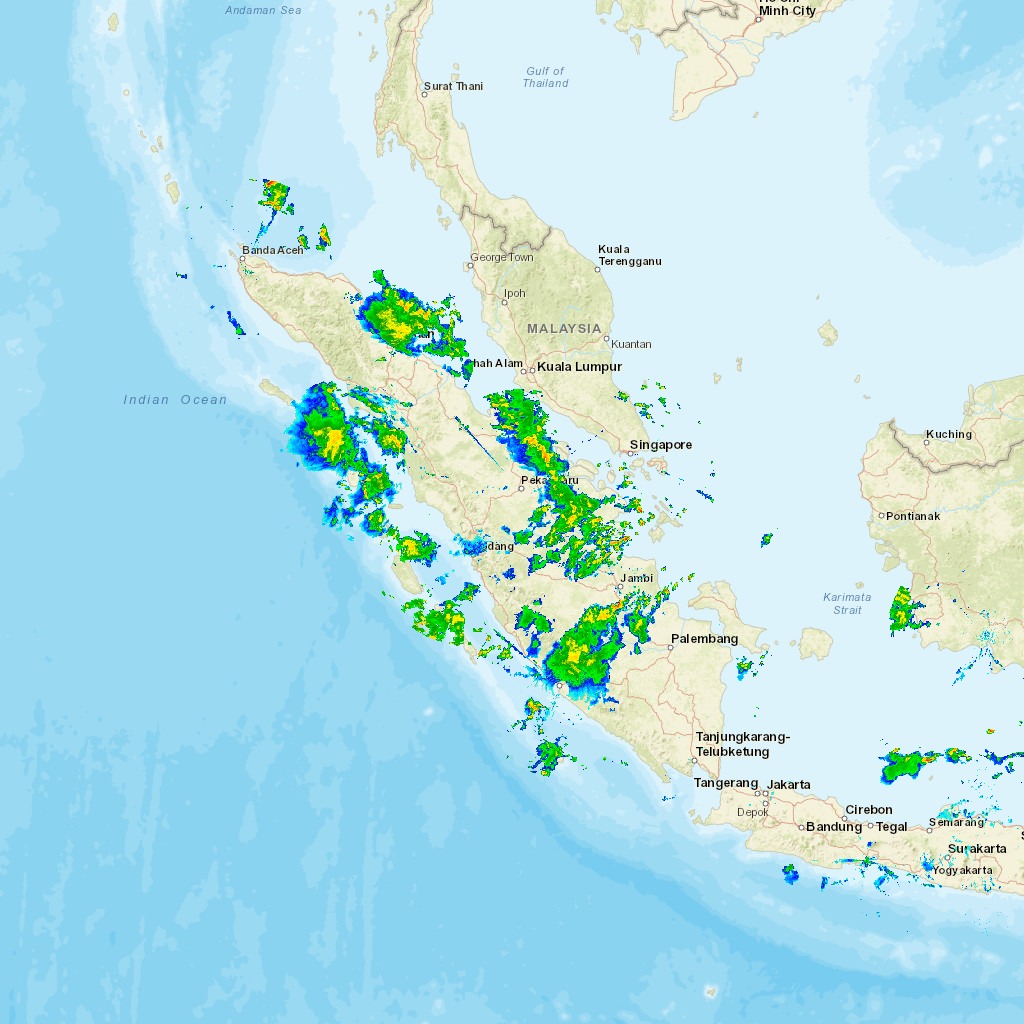 Andaman Sea
Minh City
Gulf of
Thailand
Surat Thani
Banda Aceh
George Town
Kuala
Terengganu
Ipoh
MALAYSIA
Kuantan
Kuala Lumpur
Indian Ocean
Singapore
Kuching
Pontianak
Jambi
Karimata
Strait
Palembang
Tanjungkarang-
Telubketung
Tangerang
Jakarta
Depok
Cirebon
Bandung
Tegal
Semarang
Surakarta
Yogyakarta